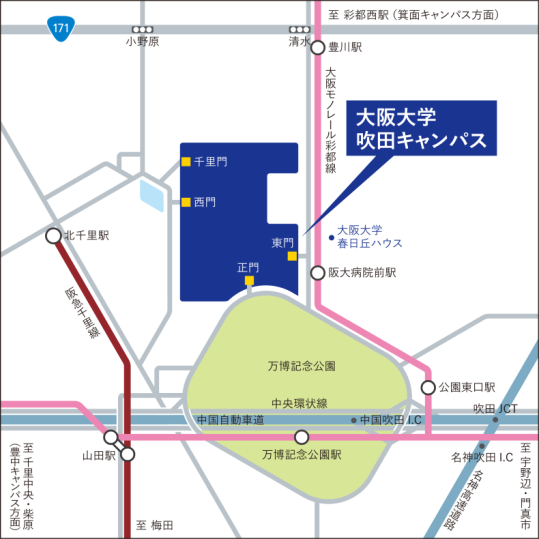 171
至 彩都西駅（箕面キャンパス方面）
小野原
清水
豊川駅
大阪モノレール彩都線
大阪大学
吹田キャンパス
千里門
西門
東門
正門
大阪大学
春日丘ハウス
北千里駅
阪急千里線
阪大病院前駅
万博記念公園
公園東口駅
中央環状線
中国自動車道
中国吹田 I.C
吹田 JCT
山田駅
万博記念公園駅
名神吹田 I.C
名神高速道路
至 千里中央・柴原
（豊中キャンパス方面）
至 宇野辺・門真市
至 梅田